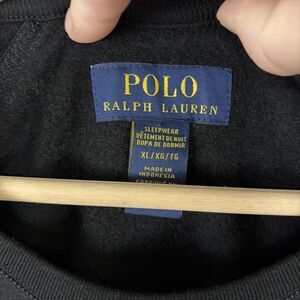 POLO
RALPH LAUREN
SLEEPWEAR
VÊTEMENT DE NUIT
ROPA DE DORMIR
XL/XG/TG
MADE IN
INDONESIA